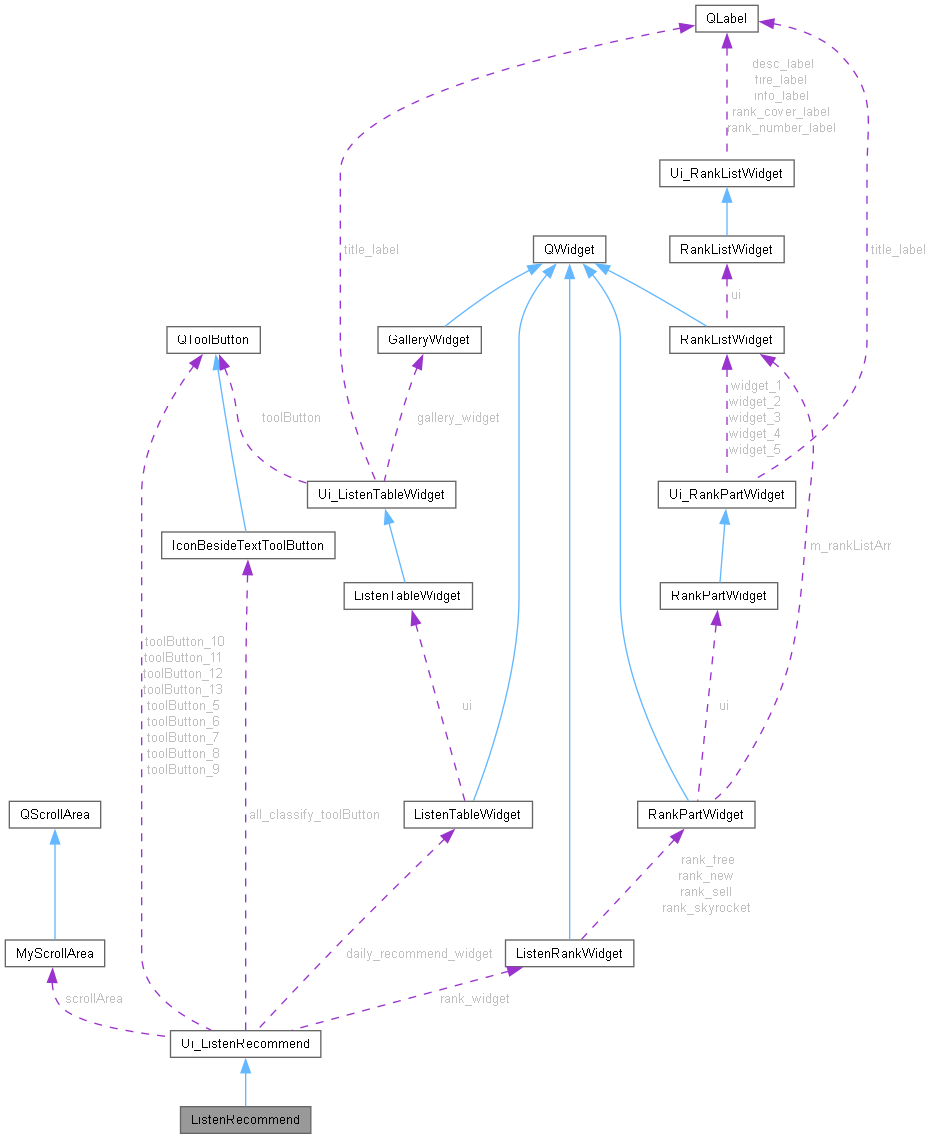 QLabel
desc_label
fire_label
info_label
rank_cover_label
rank_number_label
Ui_RankListWidget
title_label
QWidget
RankListWidget
title_label
ui
QToolButton
GalleryWidget
RankListWidget
toolButton
gallery_widget
widget_1
widget_2
widget_3
widget_4
widget_5
Ui_ListenTableWidget
Ui_RankPartWidget
IconBesideTextToolButton
m_rankListArr
ListenTableWidget
RankPartWidget
toolButton_10
toolButton_11
toolButton_12
toolButton_13
toolButton_5
toolButton_6
toolButton_7
toolButton_8
toolButton_9
ui
ui
QScrollArea
all_classify_toolButton
ListenTableWidget
RankPartWidget
rank_free
rank_new
rank_sell
rank_skyrocket
MyScrollArea
daily_recommend_widget
ListenRankWidget
scrollArea
rank_widget
Ui_ListenRecommend
ListenRecommend